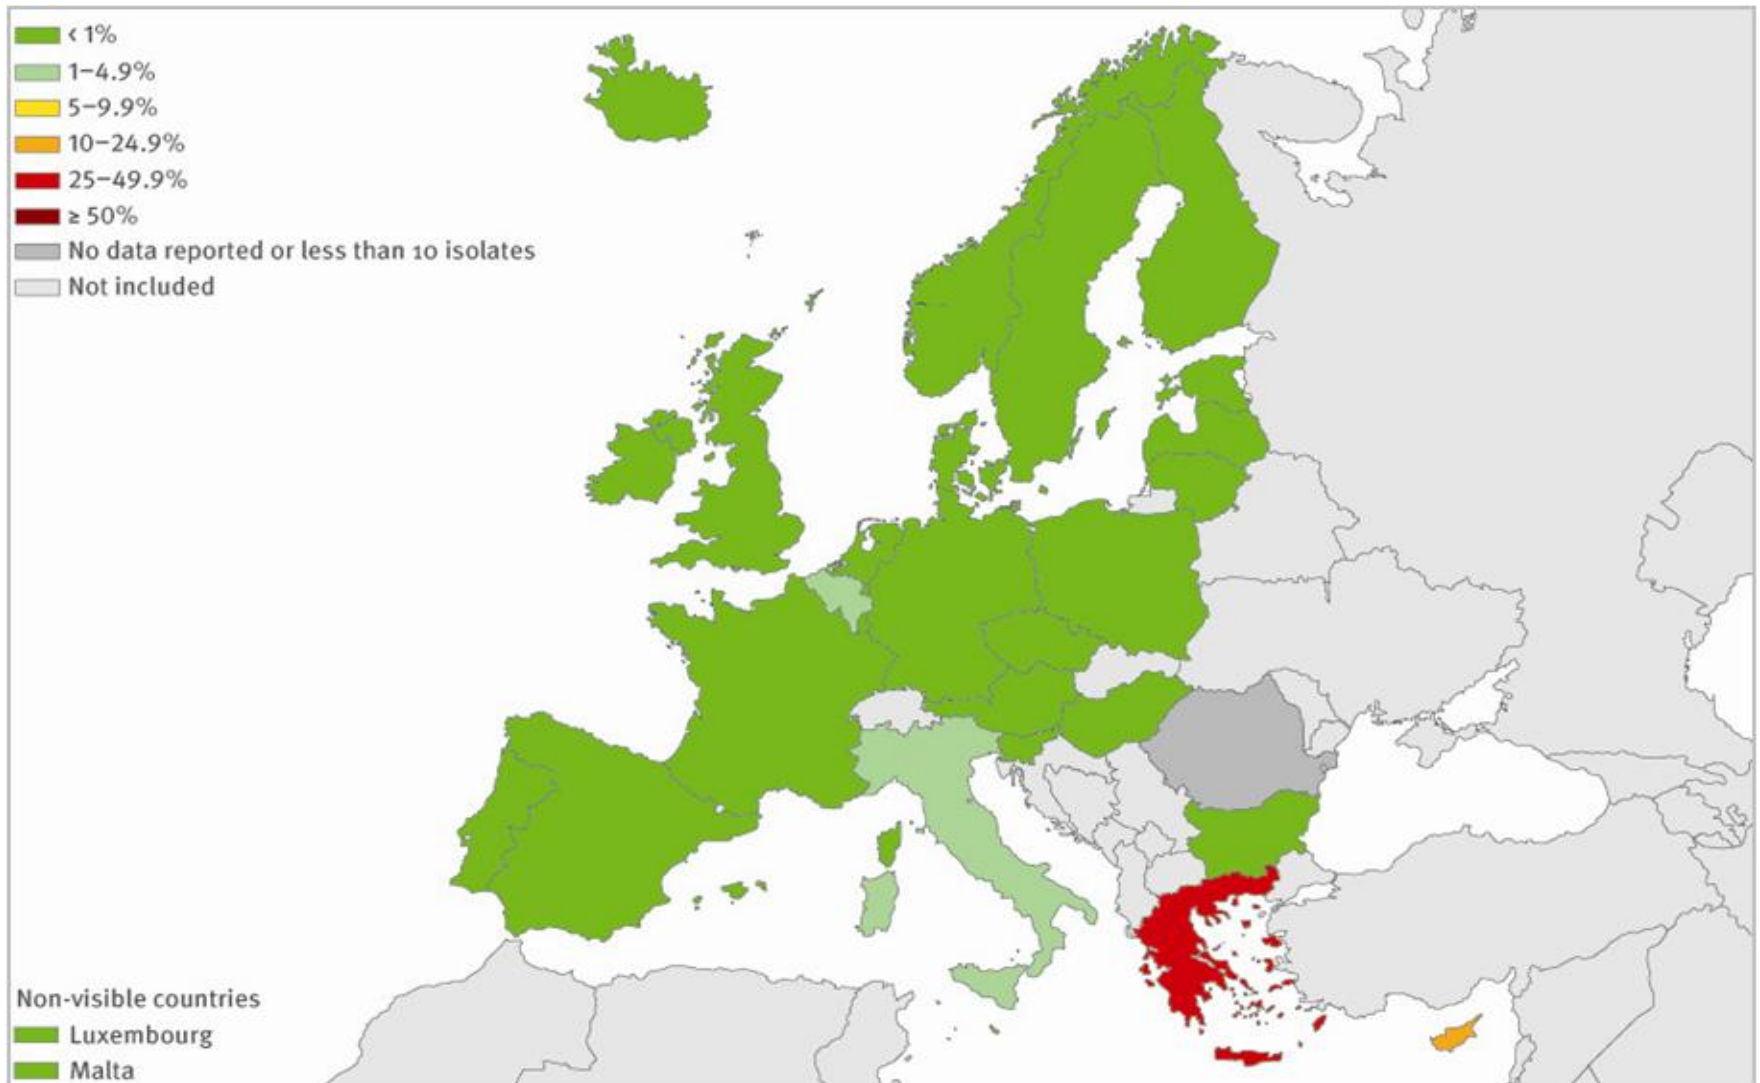 < 1%
1–4.9%
5–9.9%
10–24.9%
25–49.9%
≥ 50%
No data reported or less than 10 isolates
Not included
Non-visible countries
Luxembourg
Malta